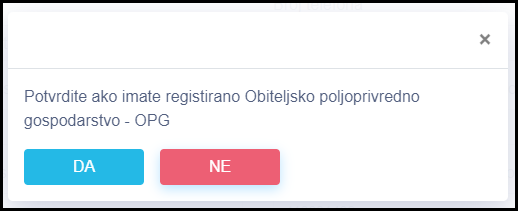 ×
Potvrdite ako imate registrirano Obiteljsko poljoprivredno
gospodarstvo - OPG
DA
NE